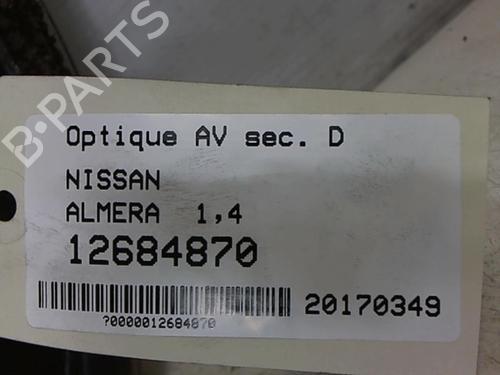 B-PARTS
Optique AV sec. D
NISSAN
ALMERA 1,4
12684870
20170349
?0000012684870